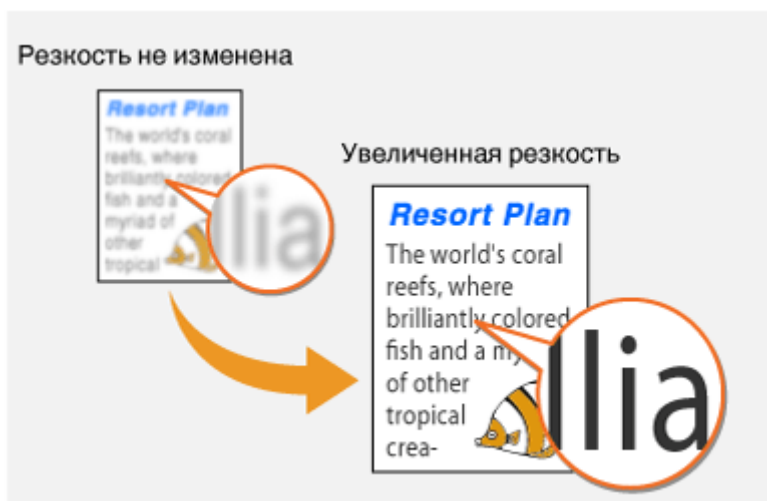 Резкость не изменена
Resort Plan
The world's coral
reefs, where
brilliantly colored
fish and a
myriad of
other
tropical
llia
Увеличенная резкость
Resort Plan
The world's coral
reefs, where
brilliantly colored
fish and a my
of other
tropical
crea-
llia